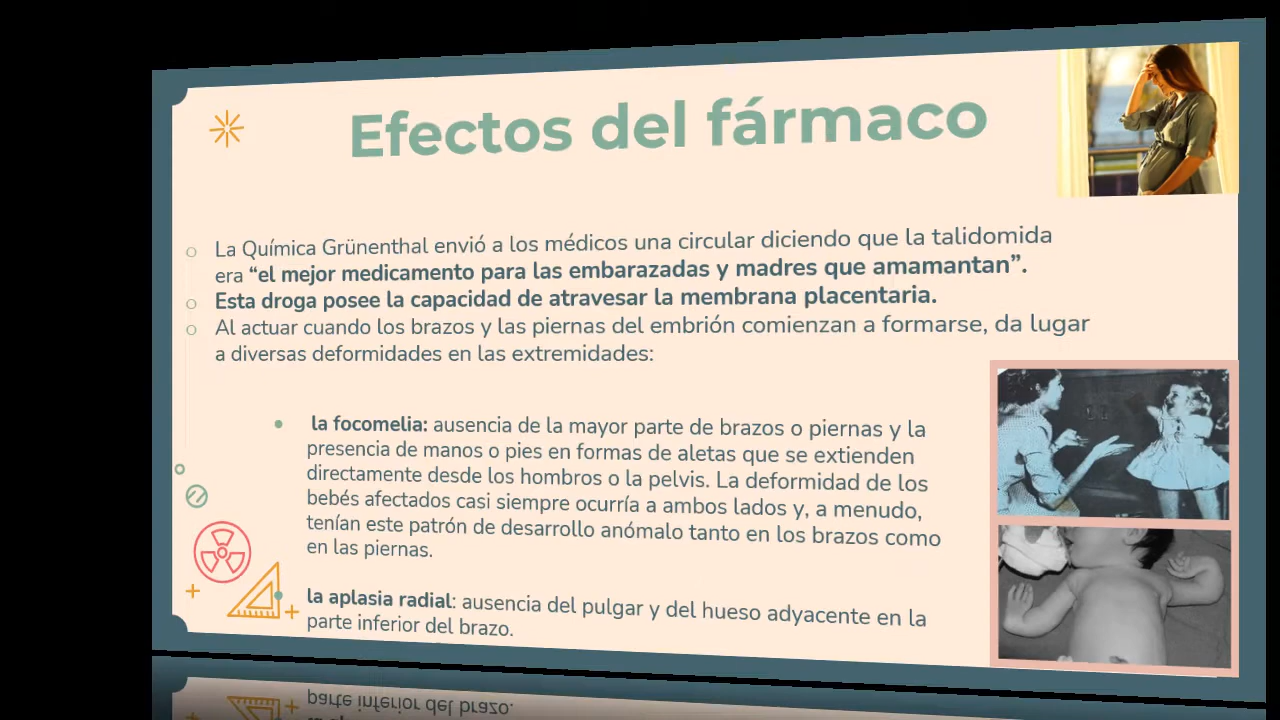 Efectos del fármaco
La Química Grünenthal envió a los médicos una circular diciendo que la talidomida
era “el mejor medicamento para las embarazadas y madres que amamantan”.
Esta droga posee la capacidad de atravesar la membrana placentaria.
Al actuar cuando los brazos y las piernas del embrión comienzan a formarse, da lugar
a diversas deformidades en las extremidades:
la focomelia: ausencia de la mayor parte de brazos o piernas y la
presencia de manos o pies en formas de aletas que se extienden
directamente desde los hombros o la pelvis. La deformidad de los
bebés afectados casi siempre ocurría a ambos lados y, a menudo,
tenían este patrón de desarrollo anómalo tanto en los brazos como
en las piernas.
la aplasia radial: ausencia del pulgar y del hueso adyacente en la
parte inferior del brazo.
parte inferior del brazo.